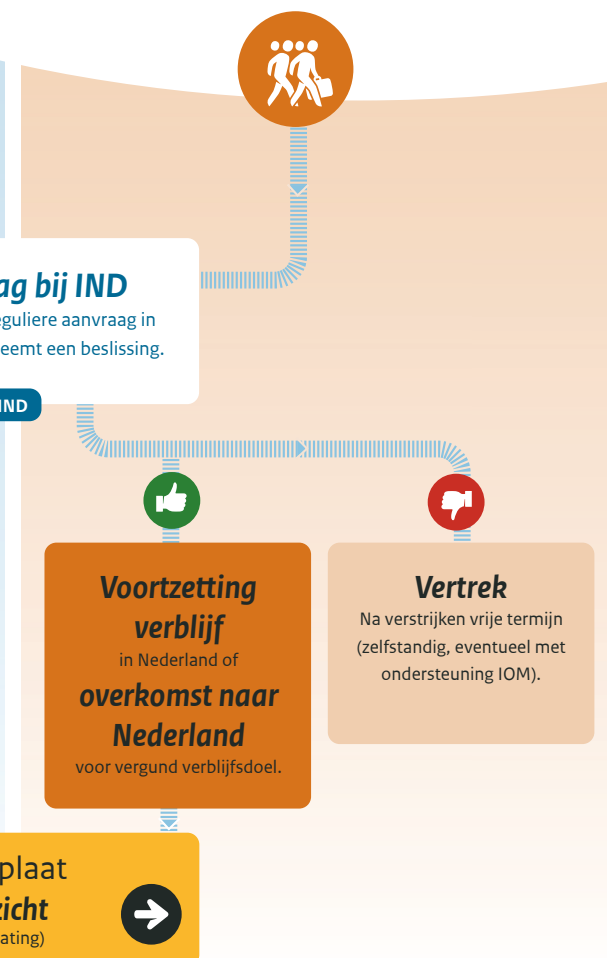 ag bij IND
eguliere aanvraag in
eemt een beslissing.
IND
Voortzetting
verblijf
in Nederland of
overkomst naar
Nederland
voor vergund verblijfsdoel.
Vertrek
Na verstrijken vrije termijn
(zelfstandig, eventueel met
ondersteuning IOM).
plaat
zicht
ating)